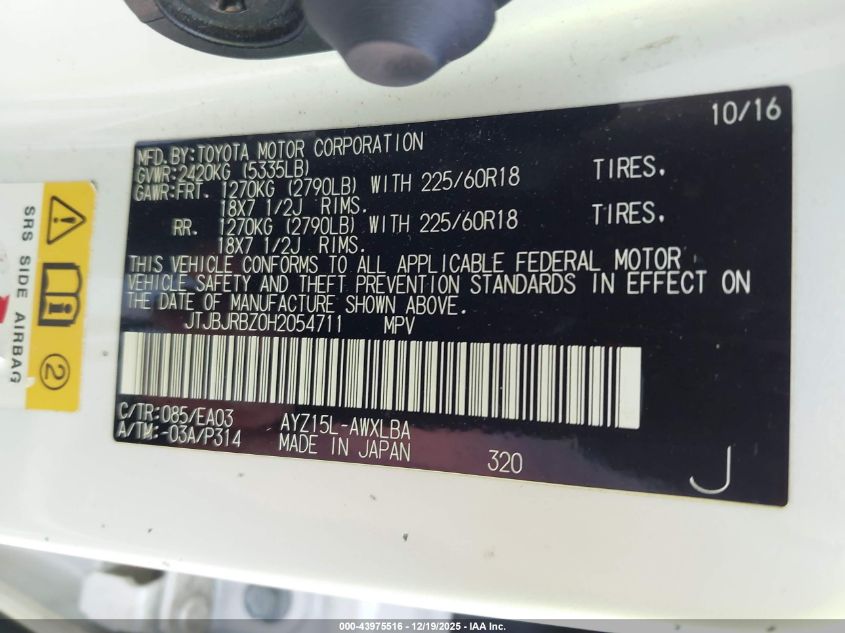 10/16
MFD.BY:TOYOTA MOTOR CORPORATION
GVWR:2420KG (5335LB)
GAWR:FRT. 1270KG (2790LB) WITH 225/60R18 TIRES.
18X7 1/2J RIMS.
RR. 1270KG (2790LB) WITH 225/60R18 TIRES.
18X7 1/2J RIMS.
THIS VEHICLE CONFORMS TO ALL APPLICABLE FEDERAL MOTOR
VEHICLE SAFETY AND THEFT PREVENTION STANDARDS IN EFFECT ON
THE DATE OF MANUFACTURE SHOWN ABOVE.
JTJBJRBZ0H2054711 MPV
C/TR:085/EA03 AYZ15L-AWXLBA
A/TM:-03A/P314 MADE IN JAPAN 320
J
SRS SIDE AIRBAG
2
000-43975516 - 12/19/2025 - IAA Inc.